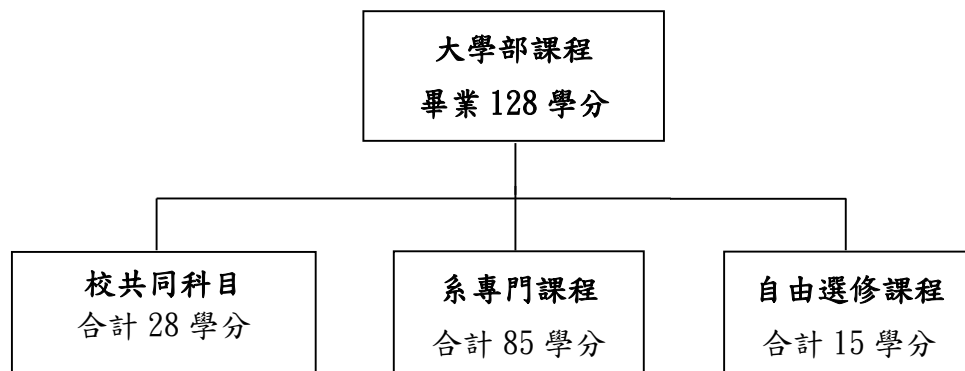 大學部課程
畢業 128 學分
校共同科目
合計 28 學分
系專門課程
合計 85 學分
自由選修課程
合計 15 學分